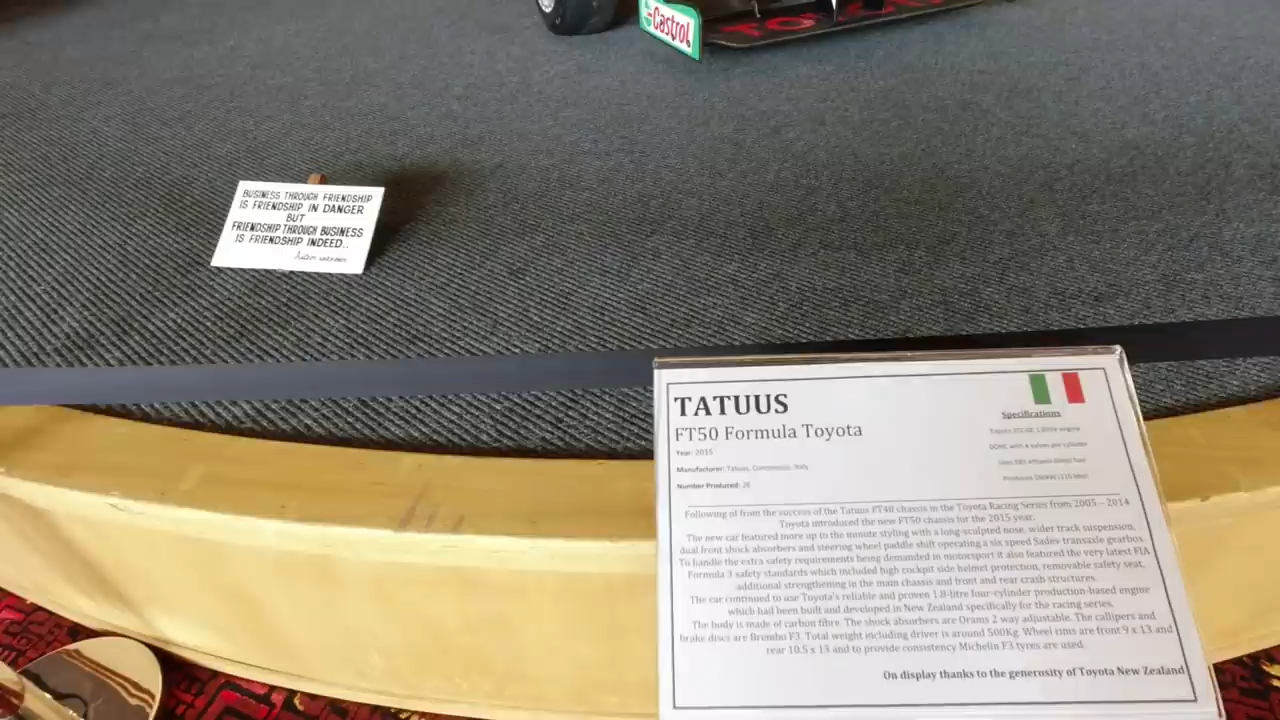 Castrol
BUSINESS THROUGH FRIENDSHIP
IS FRIENDSHIP IN DANGER
BUT
FRIENDSHIP THROUGH BUSINESS
IS FRIENDSHIP INDEED..
TATUUS
FT50 Formula Toyota
Year: 2015
Manufacturer: Tatuus, Italy
Number Produced:
Specifications
DOHC with 4 valves per cylinder
Following of from the success of the Tatuus FT40 chassis in the Toyota Racing Series from 2005 – 2014
Toyota introduced the new FT50 chassis for the 2015 year.
The new car featured more up to the minute styling with a long-sculpted nose, wider track suspension,
dual front shock absorbers and steering wheel paddle shift operating a six speed Sadev transaxle gearbox.
To handle the extra safety requirements being demanded in motorsport it also featured the very latest FIA
Formula 3 safety standards which included high cockpit side helmet protection, removable safety seat,
additional strengthening in the main chassis and front and rear crash structures.
The car continued to use Toyota's reliable and proven 1.8-litre four-cylinder production-based engine
which had been built and developed in New Zealand specifically for the racing series.
The body is made of carbon fibre. The shock absorbers are Orams 2 way adjustable. The callipers and
brake discs are Brembo F3. Total weight including driver is around 500Kg. Wheel rims are front 9 x 13 and
rear 10.5 x 13 and to provide consistency Michelin F3 tyres are used.
On display thanks to the generosity of Toyota New Zealand